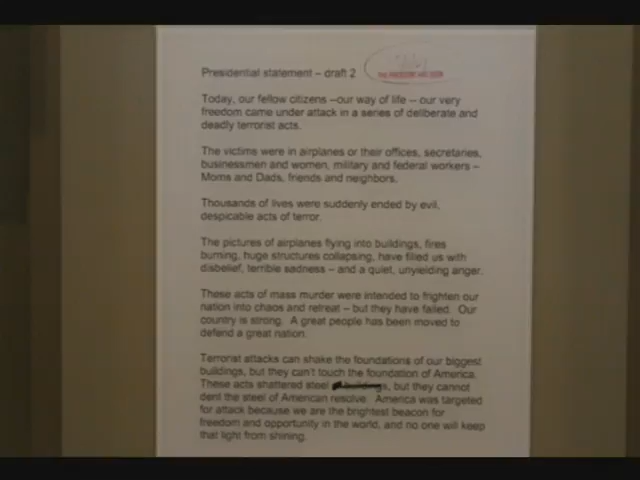 Presidential statement – draft 2
THE PRESIDENT HAS SEEN
Today, our fellow citizens –our way of life – our very
freedom came under attack in a series of deliberate and
deadly terrorist acts.
The victims were in airplanes or their offices, secretaries,
businessmen and women, military and federal workers –
Moms and Dads, friends and neighbors.
Thousands of lives were suddenly ended by evil,
despicable acts of terror.
The pictures of airplanes flying into buildings, fires
burning, huge structures collapsing, have filled us with
disbelief, terrible sadness – and a quiet, unyielding anger.
These acts of mass murder were intended to frighten our
nation into chaos and retreat – but they have failed. Our
country is strong. A great people has been moved to
defend a great nation.
Terrorist attacks can shake the foundations of our biggest
buildings, but they can't touch the foundation of America.
These acts shattered steel buildings, but they cannot
dent the steel of American resolve. America was targeted
for attack because we are the brightest beacon for
freedom and opportunity in the world, and no one will keep
that light from shining.